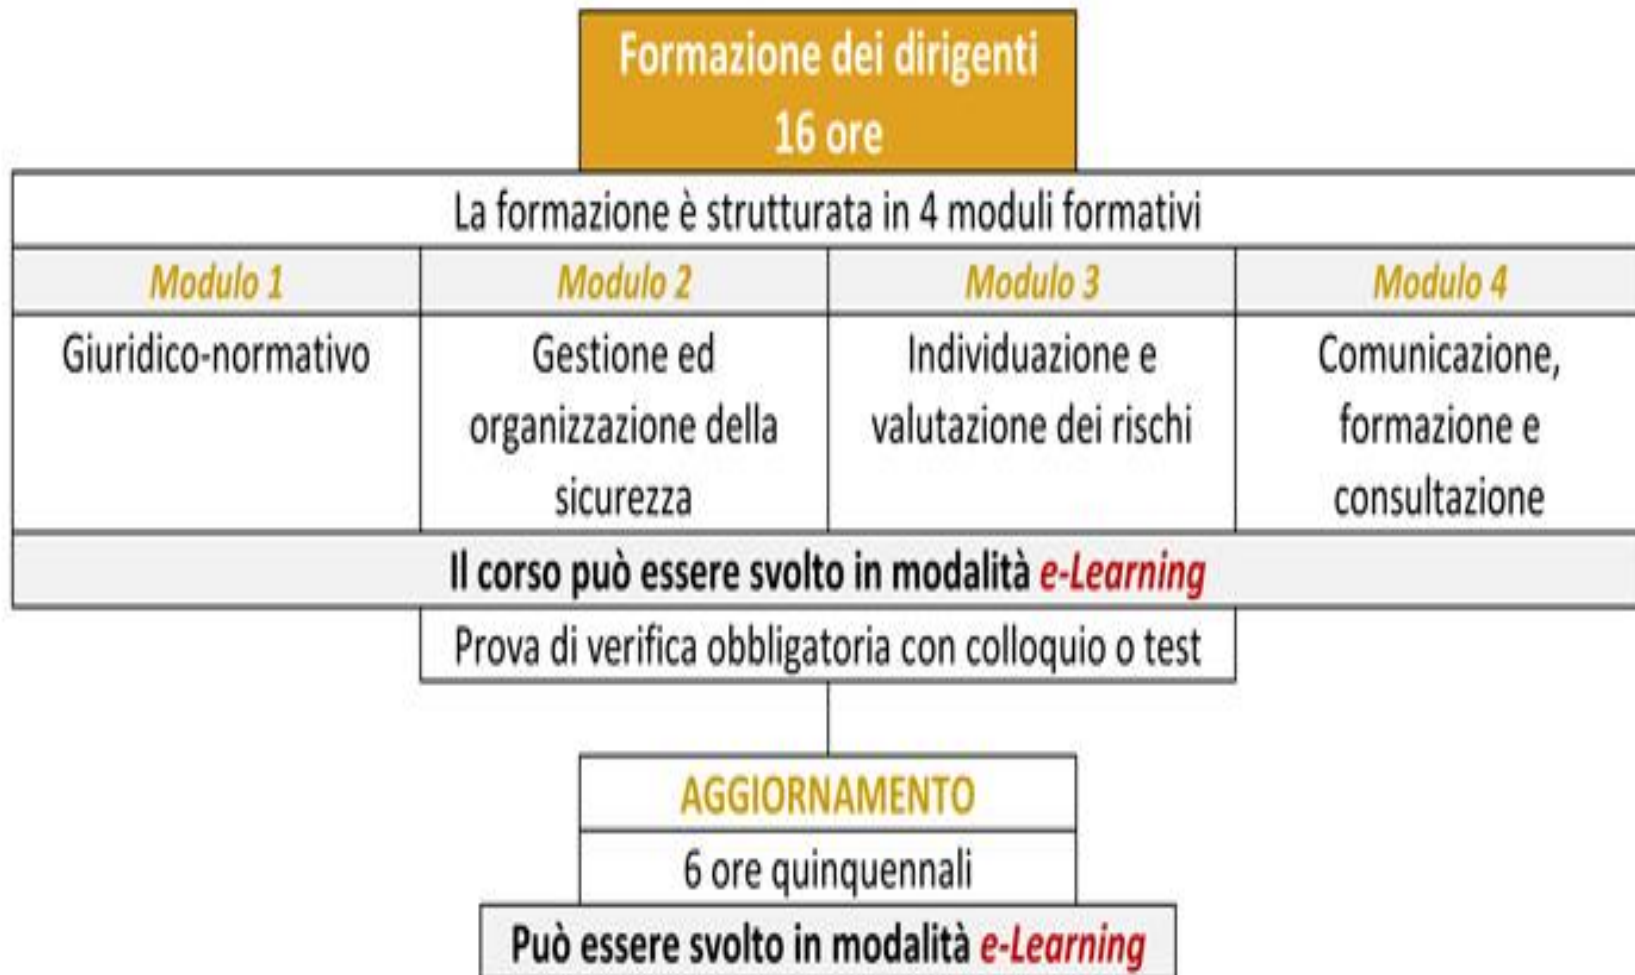 Formazione dei dirigenti
16 ore
La formazione è strutturata in 4 moduli formativi
Modulo 1
Modulo 2
Modulo 3
Modulo 4
Giuridico-normativo
Gestione ed
organizzazione della
sicurezza
Individuazione e
valutazione dei rischi
Comunicazione,
formazione e
consultazione
Il corso può essere svolto in modalità e-Learning
Prova di verifica obbligatoria con colloquio o test
AGGIORNAMENTO
6 ore quinquennali
Può essere svolto in modalità e-Learning